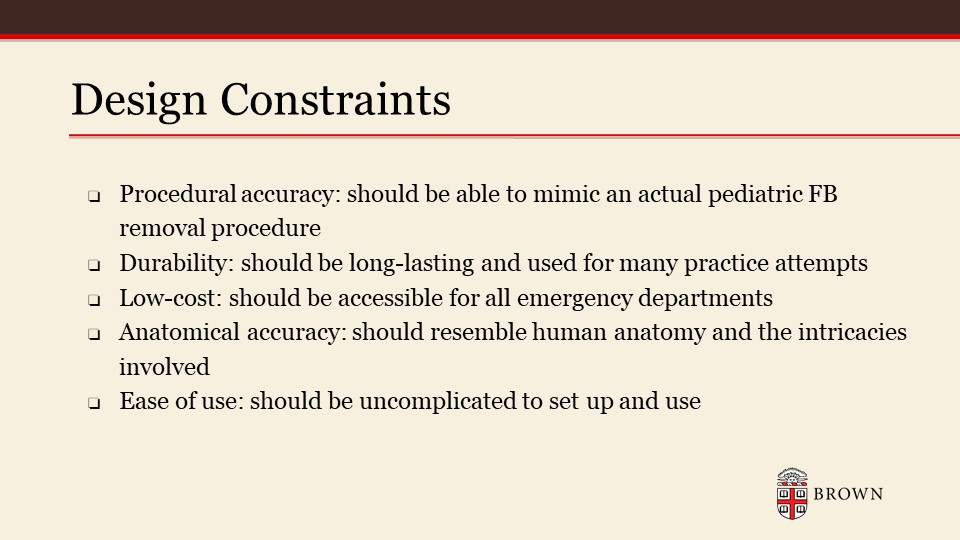 Design Constraints
❑ Procedural accuracy: should be able to mimic an actual pediatric FB
removal procedure
❑ Durability: should be long-lasting and used for many practice attempts
❑ Low-cost: should be accessible for all emergency departments
❑ Anatomical accuracy: should resemble human anatomy and the intricacies
involved
❑ Ease of use: should be uncomplicated to set up and use
BROWN